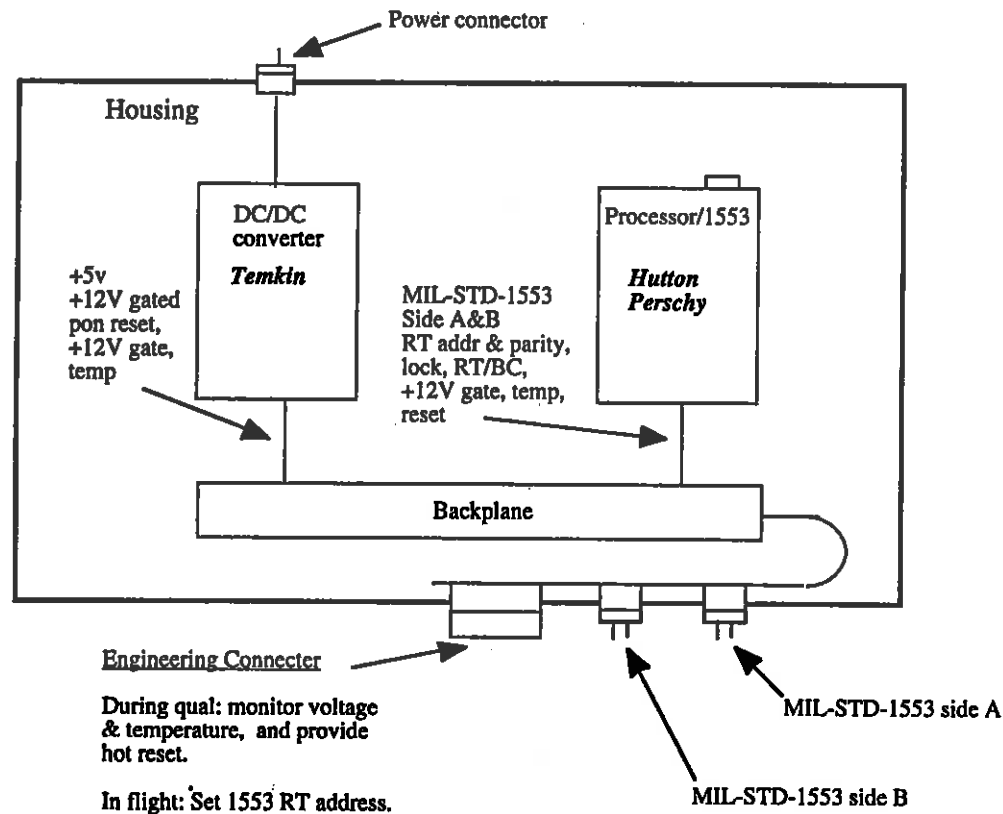 Power connector
Housing
DC/DC
converter
Temkin
Processor/1553
Hutton
Perschy
+5v
+12V gated
pon reset,
+12V gate,
temp
MIL-STD-1553
Side A&B
RT addr & parity,
lock, RT/BC,
+12V gate, temp,
reset
Backplane
Engineering Connecter
During qual: monitor voltage
& temperature, and provide
hot reset.
In flight: Set 1553 RT address.
MIL-STD-1553 side A
MIL-STD-1553 side B